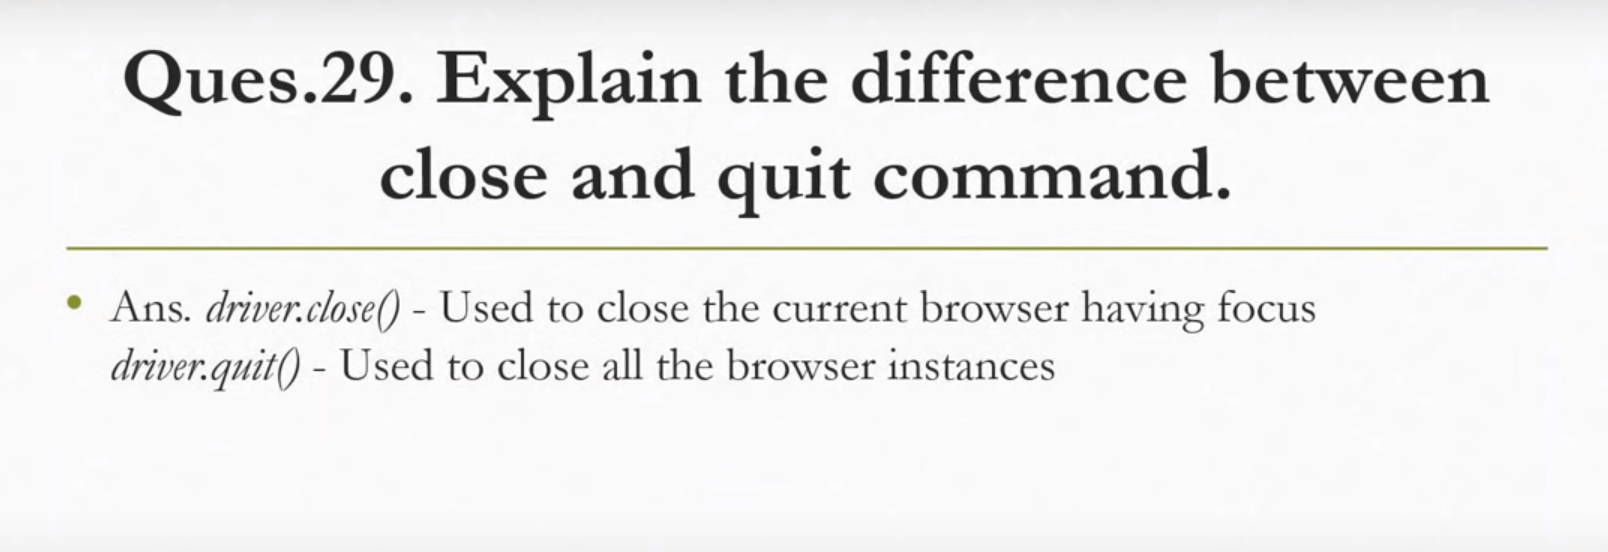 Ques.29. Explain the difference between
close and quit command.
• Ans. driver.close() - Used to close the current browser having focus
driver.quit() - Used to close all the browser instances